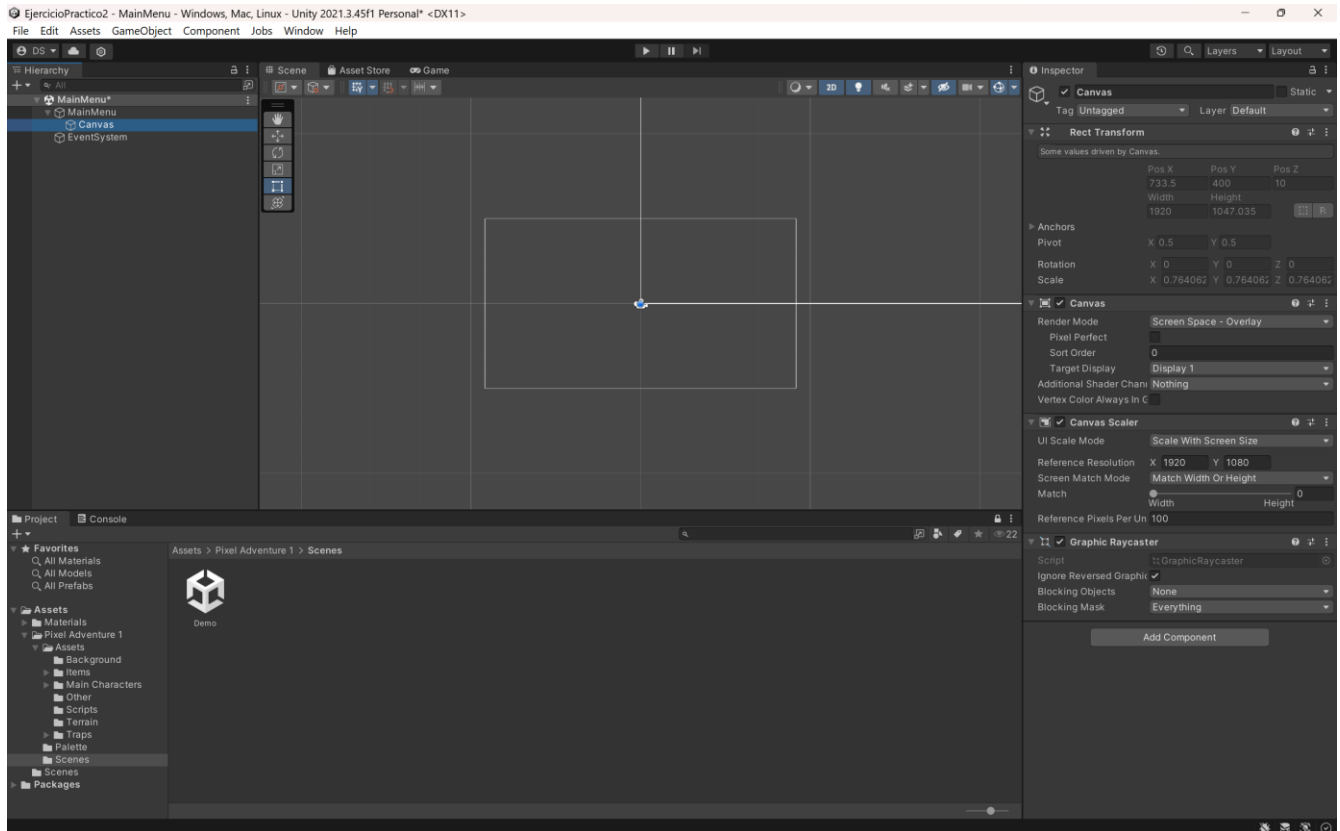 EjercicioPractico2 - MainMenu - Windows, Mac, Linux - Unity 2021.3.45f1 Personal* <DX11>
File Edit Assets GameObject Component Jobs Window Help
DS
Layers Layout
Hierarchy
All
MainMenu*
MainMenu
Canvas
EventSystem
Scene Asset Store Game
2D
Inspector
Canvas Static
Tag Untagged Layer Default
Rect Transform
Some values driven by Canvas.
Pos X Pos Y Pos Z
733.5 400 10
Width Height
1920 1047.035
R
Anchors
Pivot X 0.5 Y 0.5
Rotation X 0 Y 0 Z 0
Scale X 0.764062 Y 0.764062 Z 0.764062
Canvas
Render Mode Screen Space - Overlay
Pixel Perfect
Sort Order 0
Target Display Display 1
Additional Shader Chann Nothing
Vertex Color Always In G
Canvas Scaler
UI Scale Mode Scale With Screen Size
Reference Resolution X 1920 Y 1080
Screen Match Mode Match Width Or Height
Match 0
Width Height
Reference Pixels Per Un 100
Graphic Raycaster
Script GraphicRaycaster
Ignore Reversed Graphic
Blocking Objects None
Blocking Mask Everything
Add Component
Project Console
22
Favorites
All Materials
All Models
All Prefabs
Assets
Materials
Pixel Adventure 1
Assets
Background
Items
Main Characters
Other
Scripts
Terrain
Traps
Palette
Scenes
Scenes
Packages
Assets > Pixel Adventure 1 > Scenes
Demo